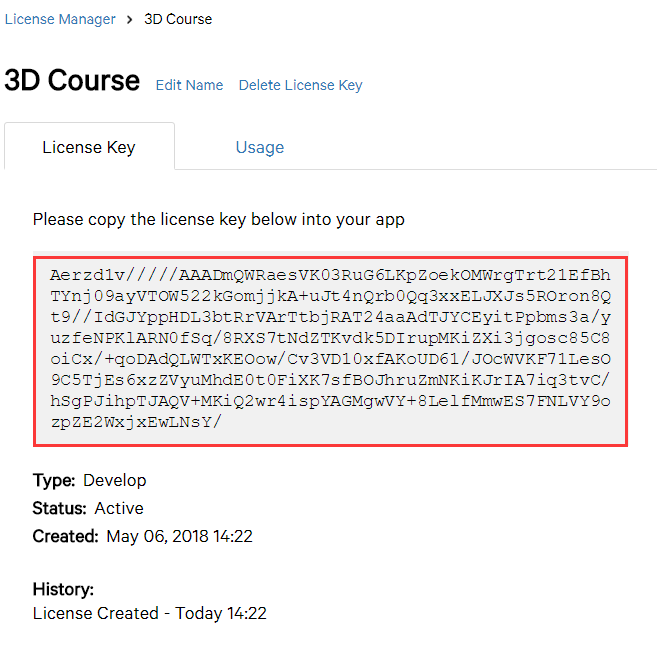 License Manager > 3D Course
3D Course Edit Name Delete License Key
License Key Usage
Please copy the license key below into your app
Aerzd1v/////AAADmQWRaesVK03RuG6LKpZoekOMWrgTrt21EfBh
TYnj09ayVTOW522kGomjjkA+uJt4nQrb0Qq3xxELJXJs5ROron8Q
t9//IdGJYppHDL3btRrVArTtbjRAT24aaAdTJYCEyitPpbms3a/y
uzfeNPKlARN0fSq/8RXS7tNdZTKvdk5DIrupMKiZXi3jgosc85C8
oiCx/+qoDAdQLWTxKEOow/Cv3VD10xfAKoUD61/JOcWVKF71LesO
9C5TjEs6xzZVyuMhdE0t0FiXK7sfBOJhruZmNKiKJrIA7iq3tvC/
hSgPJihpTJAQV+MKiQ2wr4ispYAGMgwVY+8LelfMmwES7FNLVY9o
zpZE2WxjxEwLNsY/
Type: Develop
Status: Active
Created: May 06, 2018 14:22
History:
License Created - Today 14:22